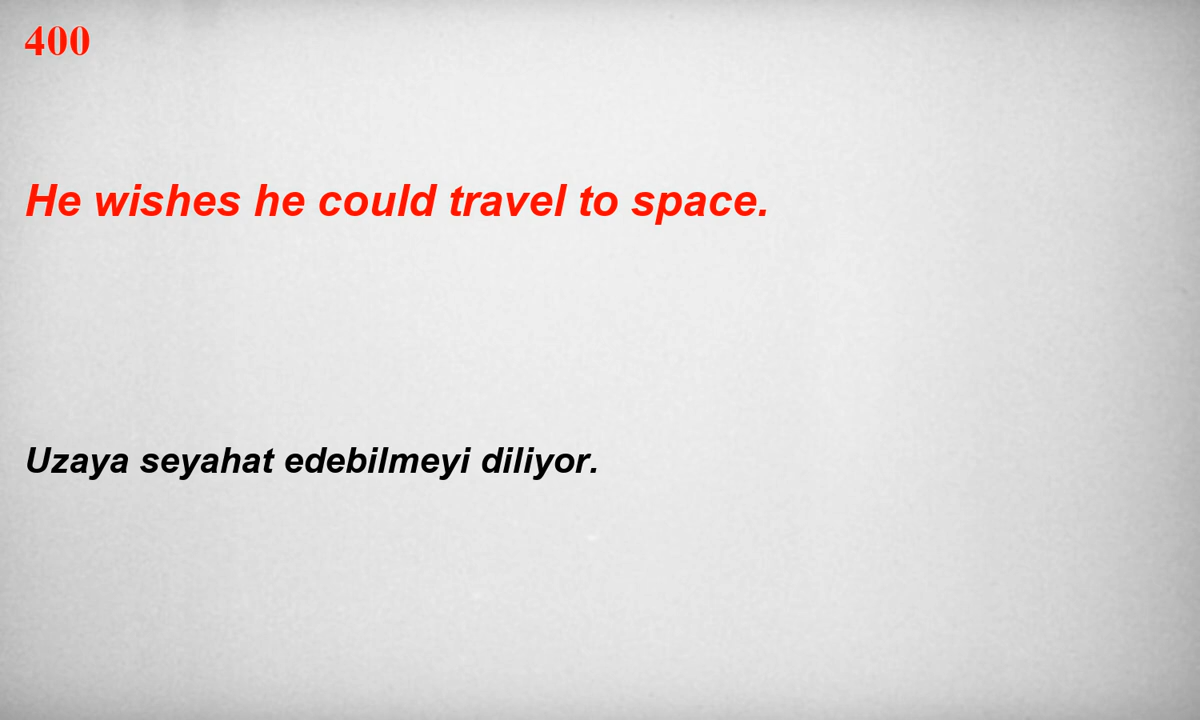 400
He wishes he could travel to space.
Uzaya seyahat edebilmeyi diliyor.